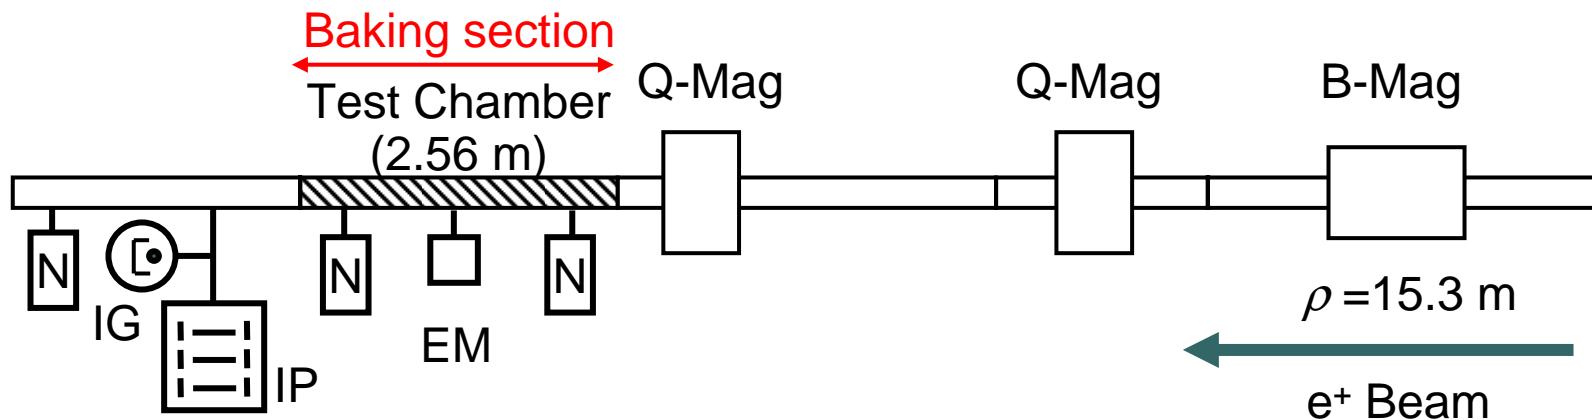 Baking section
Test Chamber
(2.56 m)
Q-Mag
Q-Mag
B-Mag
N
IG
IP
N
EM
N
ρ =15.3 m
e⁺ Beam